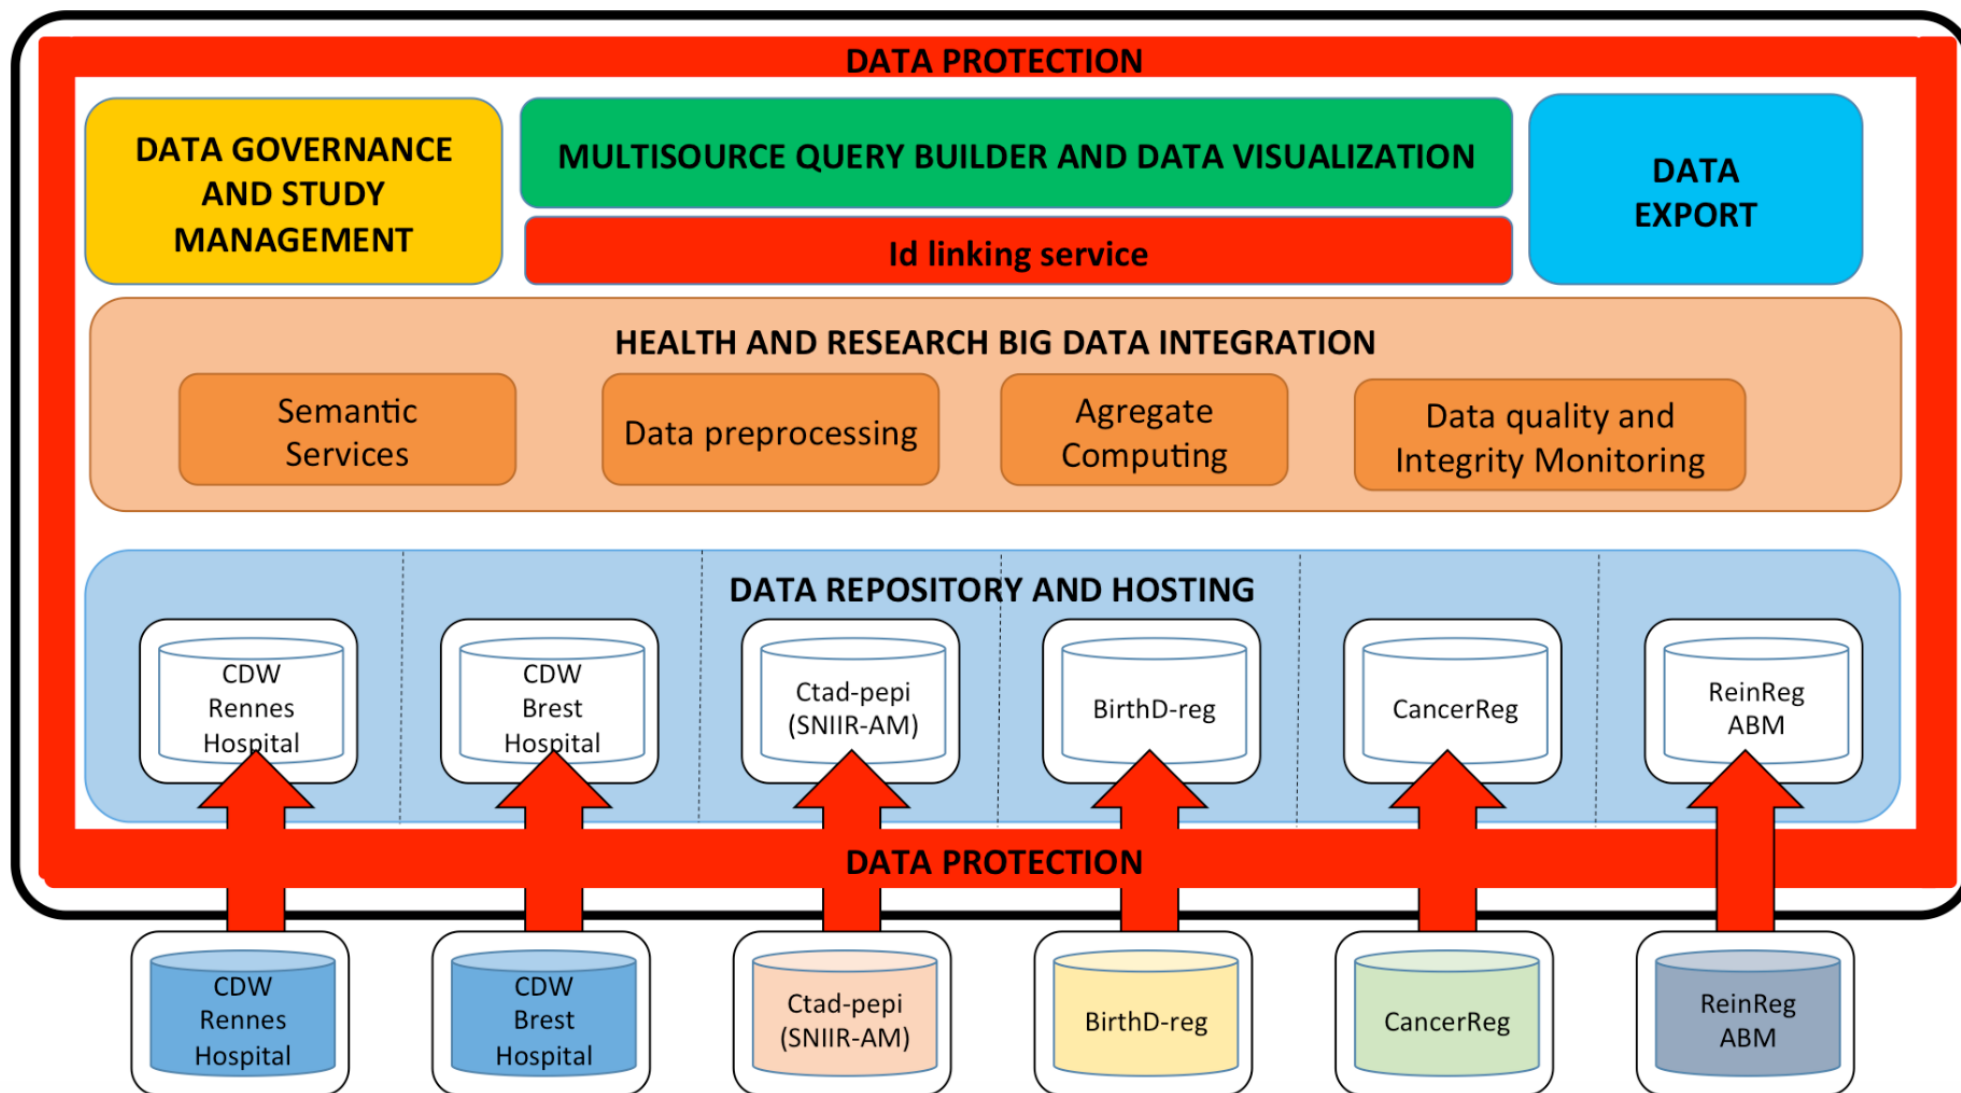 DATA PROTECTION
DATA GOVERNANCE
AND STUDY
MANAGEMENT
MULTISOURCE QUERY BUILDER AND DATA VISUALIZATION
Id linking service
DATA
EXPORT
HEALTH AND RESEARCH BIG DATA INTEGRATION
Semantic
Services
Data preprocessing
Agregate
Computing
Data quality and
Integrity Monitoring
DATA REPOSITORY AND HOSTING
CDW
Rennes
Hospital
CDW
Brest
Hospital
Ctad-pepi
(SNIIR-AM)
BirthD-reg
CancerReg
ReinReg
ABM
DATA PROTECTION
CDW
Rennes
Hospital
CDW
Brest
Hospital
Ctad-pepi
(SNIIR-AM)
BirthD-reg
CancerReg
ReinReg
ABM